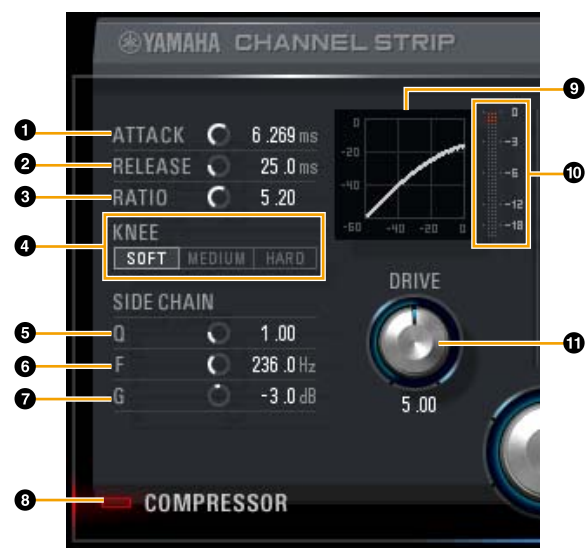 YAMAHA CHANNEL STRIP
1 ATTACK 6.269 ms
2 RELEASE 25.0 ms
3 RATIO 5.20
4 KNEE
SOFT MEDIUM HARD
SIDE CHAIN
5 Q 1.00
6 F 236.0 Hz
7 G -3.0 dB
8 COMPRESSOR
9
0
-20
-40
-60 -40 -20 0
10
0
-3
-6
-12
-18
DRIVE
11
5.00